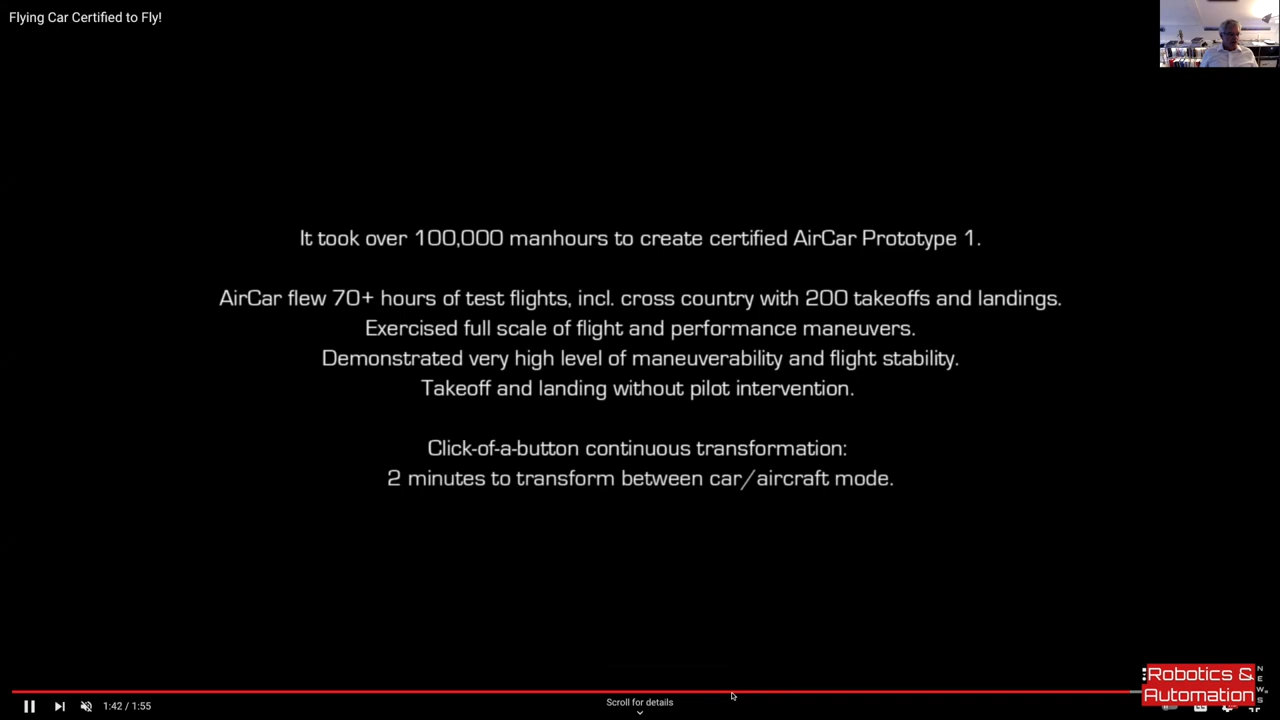 Flying Car Certified to Fly!
It took over 100,000 manhours to create certified AirCar Prototype 1.
AirCar flew 70+ hours of test flights, incl. cross country with 200 takeoffs and landings.
Exercised full scale of flight and performance maneuvers.
Demonstrated very high level of maneuverability and flight stability.
Takeoff and landing without pilot intervention.
Click-of-a-button continuous transformation:
2 minutes to transform between car/aircraft mode.
Robotics &
Automation
NEWS
1:42 / 1:55
Scroll for details